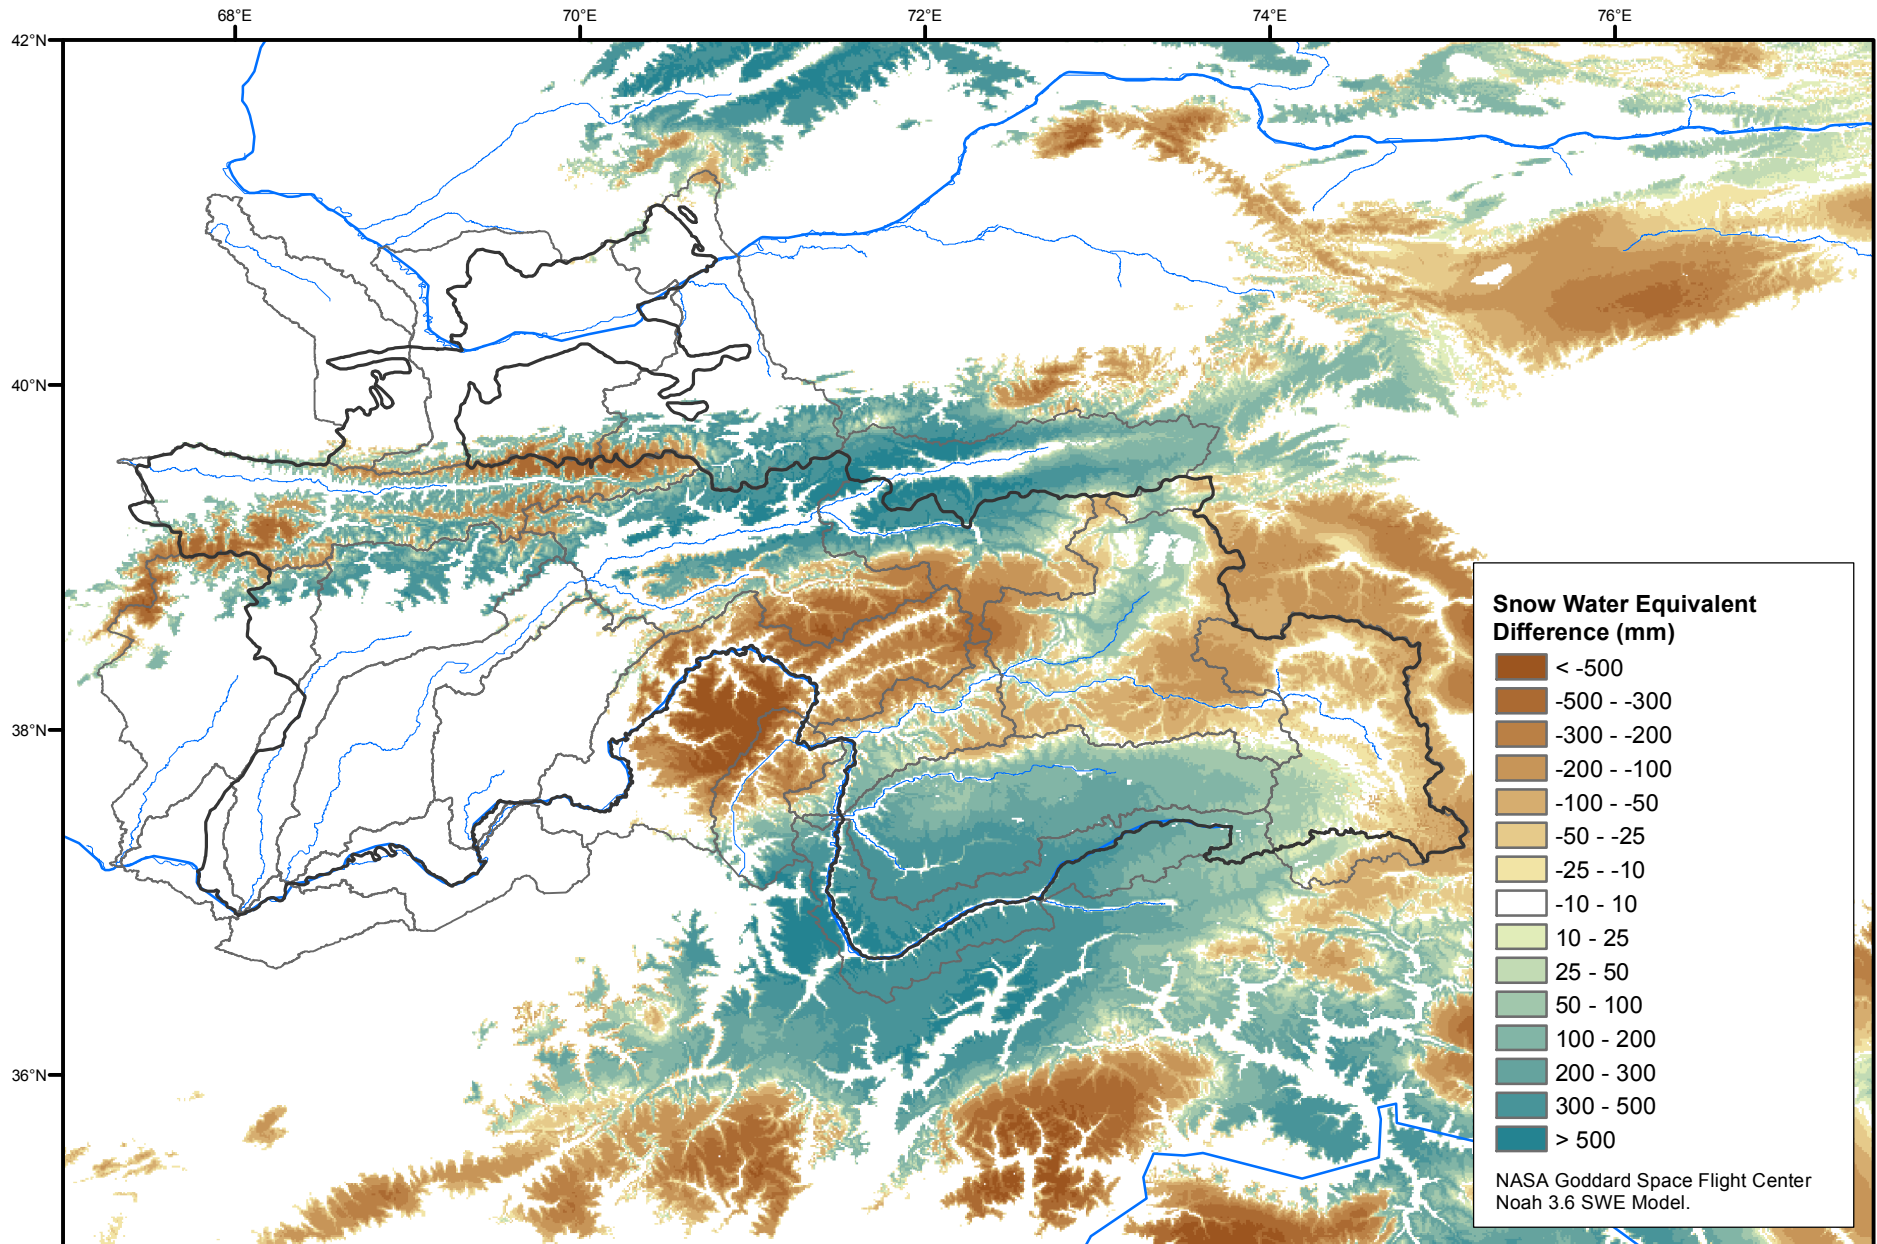 68°E
70°E
72°E
74°E
76°E
42°N
40°N
38°N
36°N
Snow Water Equivalent
Difference (mm)
< -500
-500 - -300
-300 - -200
-200 - -100
-100 - -50
-50 - -25
-25 - -10
-10 - 10
10 - 25
25 - 50
50 - 100
100 - 200
200 - 300
300 - 500
> 500
NASA Goddard Space Flight Center
Noah 3.6 SWE Model.